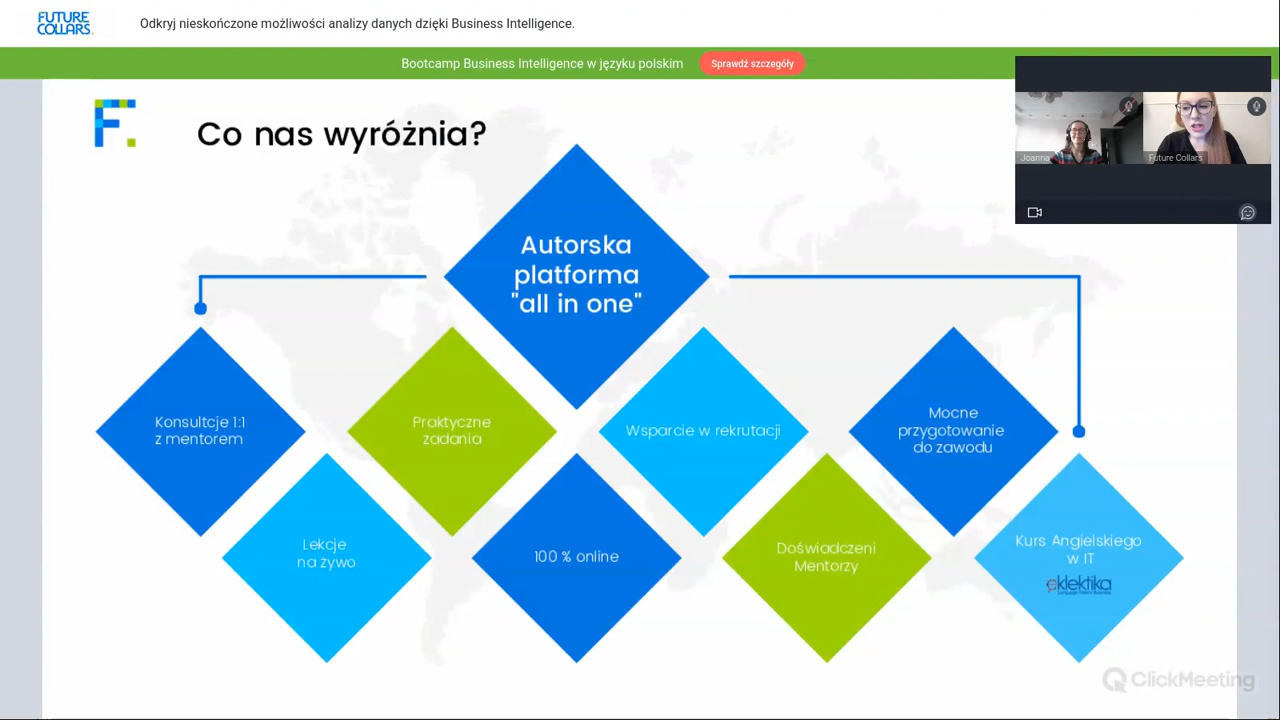 FUTURE
COLLARS.
Odkryj nieskończone możliwości analizy danych dzięki Business Intelligence.
Bootcamp Business Intelligence w języku polskim
Sprawdź szczegóły
Joanna
Future Collars
F.
Co nas wyróżnia?
Autorska
platforma
"all in one"
Konsultcje 1:1
z mentorem
Praktyczne
zadania
Wsparcie w rekrutacji
Mocne
przygotowanie
do zawodu
Lekcje
na żywo
100 % online
Doświadczeni
Mentorzy
Kurs Angielskiego
w IT
eklektika
ClickMeeting